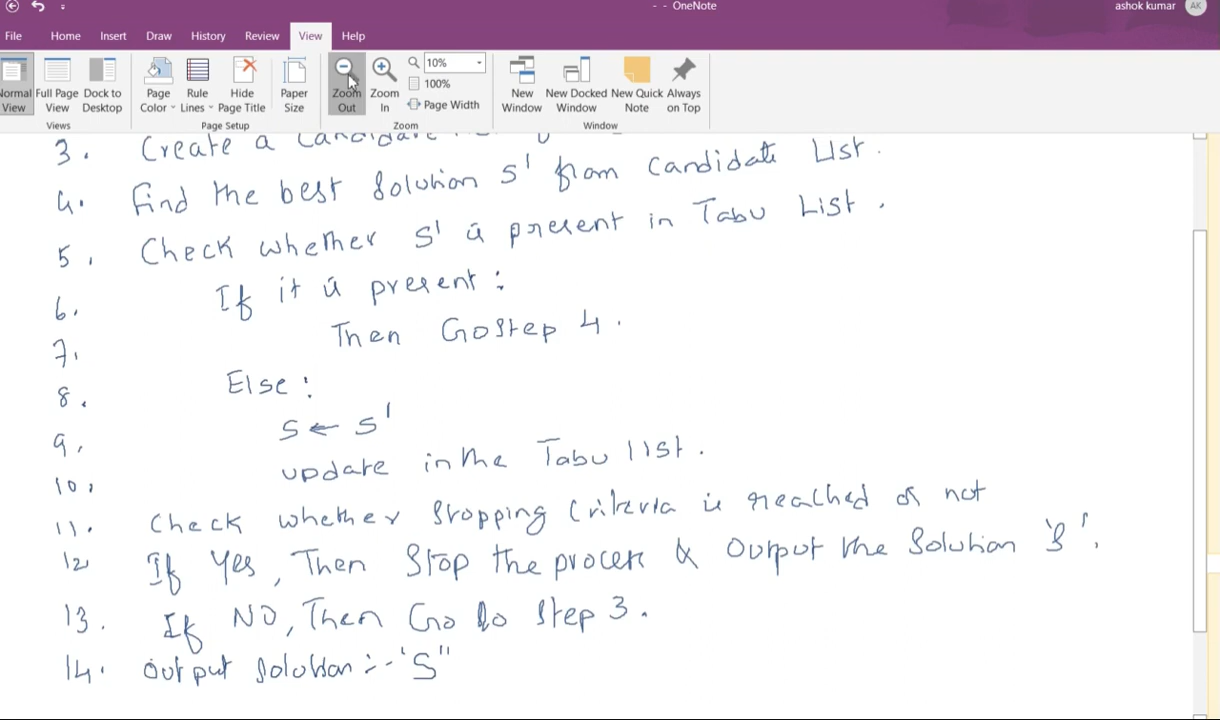 - - OneNote
ashok kumar AK
File Home Insert Draw History Review View Help
Normal View Full Page View Dock to Desktop
Views
Page Color Rule Lines Hide Page Title Paper Size
Page Setup
Zoom Out Zoom In 10% 100% Page Width
Zoom
New Window New Docked Window New Quick Note Always on Top
Window
3. Create a Candidate
4. Find the best Solution S' from Candidate List.
5. Check whether S' is present in Tabu List.
6. If it is present:
7. Then Go Step 4.
8. Else:
9. S ← S'
10. update in the Tabu list.
11. Check whether Stopping Criteria is reached or not
12 If Yes, Then Stop the process & Output the Solution 'S'.
13. If NO, Then Go to Step 3.
14. Output Solution :- 'S"